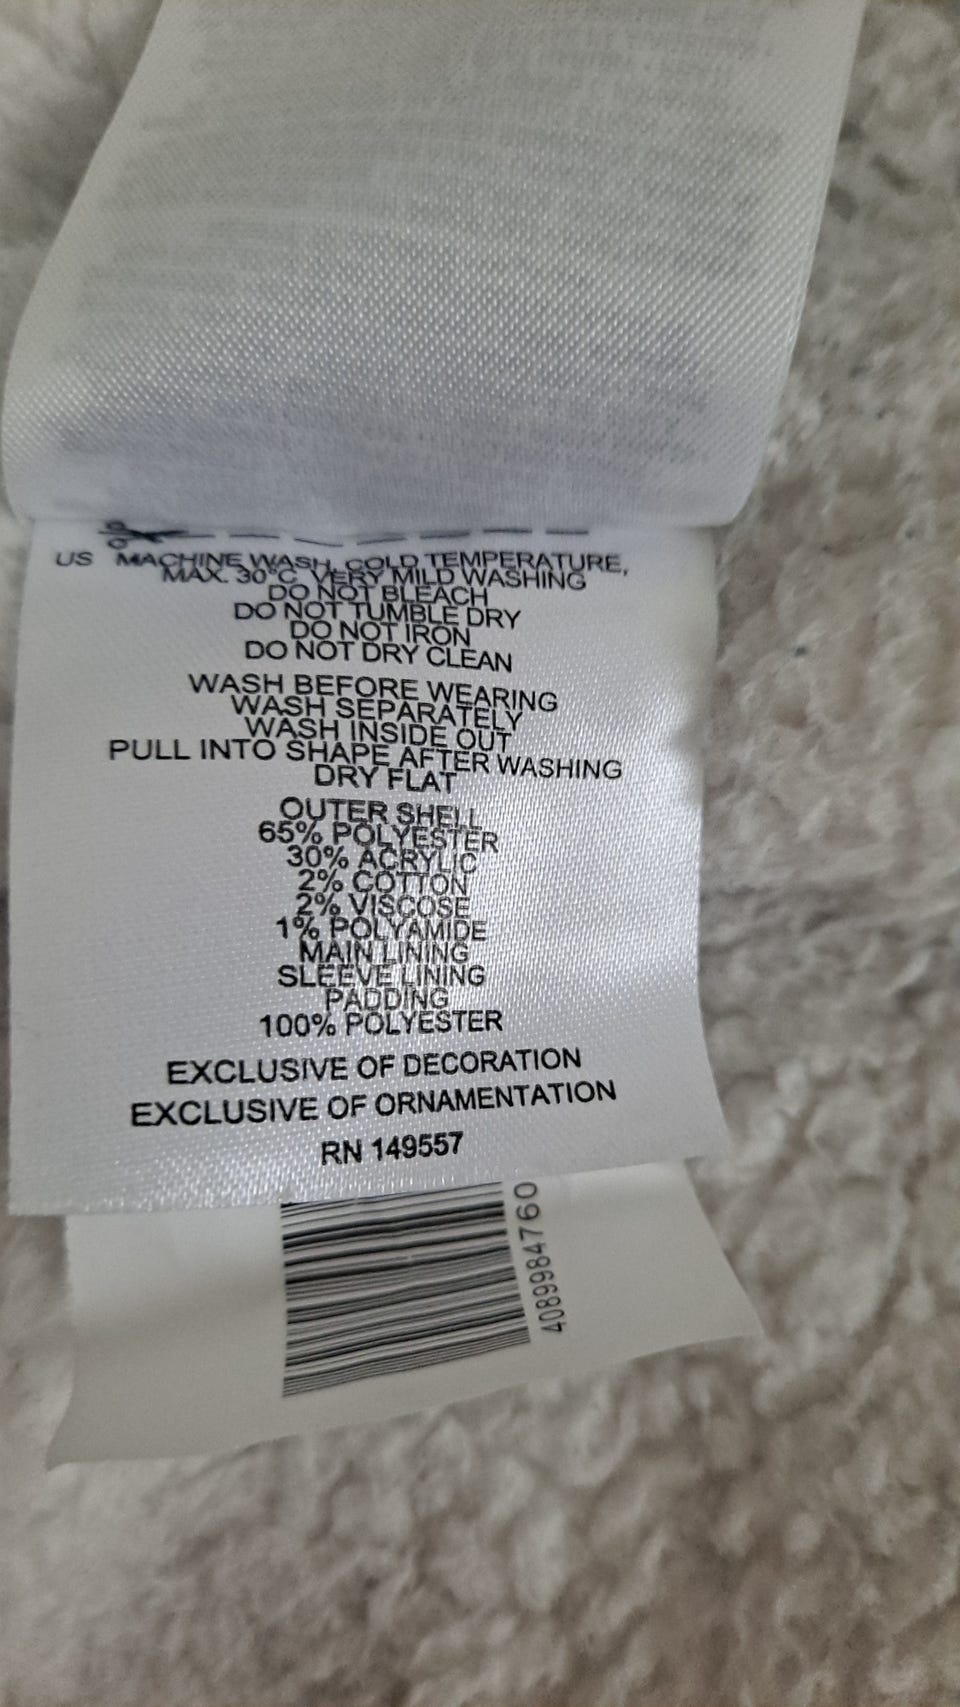 US MACHINE WASH, COLD TEMPERATURE,
MAX. 30°C, VERY MILD WASHING
DO NOT BLEACH
DO NOT TUMBLE DRY
DO NOT IRON
DO NOT DRY CLEAN
WASH BEFORE WEARING
WASH SEPARATELY
WASH INSIDE OUT
PULL INTO SHAPE AFTER WASHING
DRY FLAT
OUTER SHELL
65% POLYESTER
30% ACRYLIC
2% COTTON
2% VISCOSE
1% POLYAMIDE
MAIN LINING
SLEEVE LINING
PADDING
100% POLYESTER
EXCLUSIVE OF DECORATION
EXCLUSIVE OF ORNAMENTATION
RN 149557
4089984760